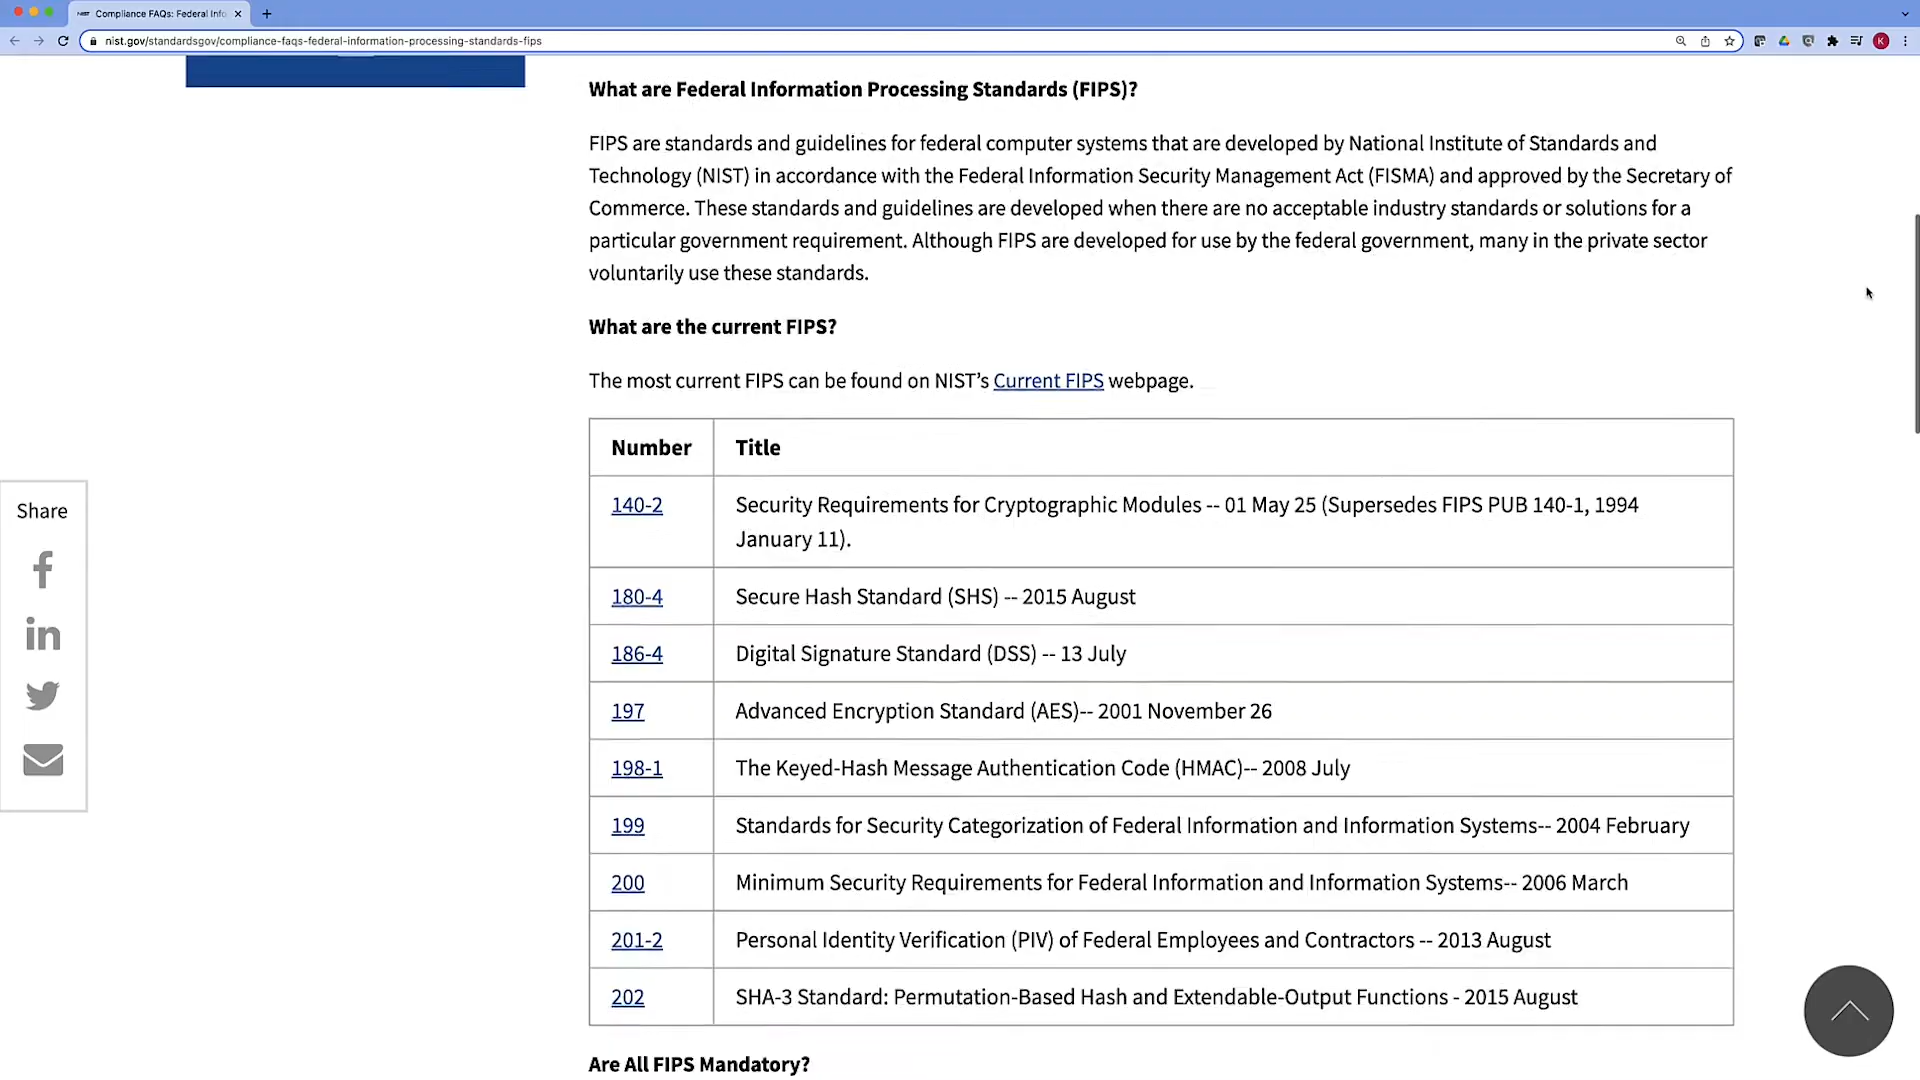 Compliance FAQs: Federal Info
nist.gov/standardsgov/compliance-faqs-federal-information-processing-standards-fips
K
What are Federal Information Processing Standards (FIPS)?
FIPS are standards and guidelines for federal computer systems that are developed by National Institute of Standards and
Technology (NIST) in accordance with the Federal Information Security Management Act (FISMA) and approved by the Secretary of
Commerce. These standards and guidelines are developed when there are no acceptable industry standards or solutions for a
particular government requirement. Although FIPS are developed for use by the federal government, many in the private sector
voluntarily use these standards.
What are the current FIPS?
The most current FIPS can be found on NIST’s Current FIPS webpage.
Number Title
140-2 Security Requirements for Cryptographic Modules -- 01 May 25 (Supersedes FIPS PUB 140-1, 1994
January 11).
180-4 Secure Hash Standard (SHS) -- 2015 August
186-4 Digital Signature Standard (DSS) -- 13 July
197 Advanced Encryption Standard (AES)-- 2001 November 26
198-1 The Keyed-Hash Message Authentication Code (HMAC)-- 2008 July
199 Standards for Security Categorization of Federal Information and Information Systems-- 2004 February
200 Minimum Security Requirements for Federal Information and Information Systems-- 2006 March
201-2 Personal Identity Verification (PIV) of Federal Employees and Contractors -- 2013 August
202 SHA-3 Standard: Permutation-Based Hash and Extendable-Output Functions - 2015 August
Are All FIPS Mandatory?
Share